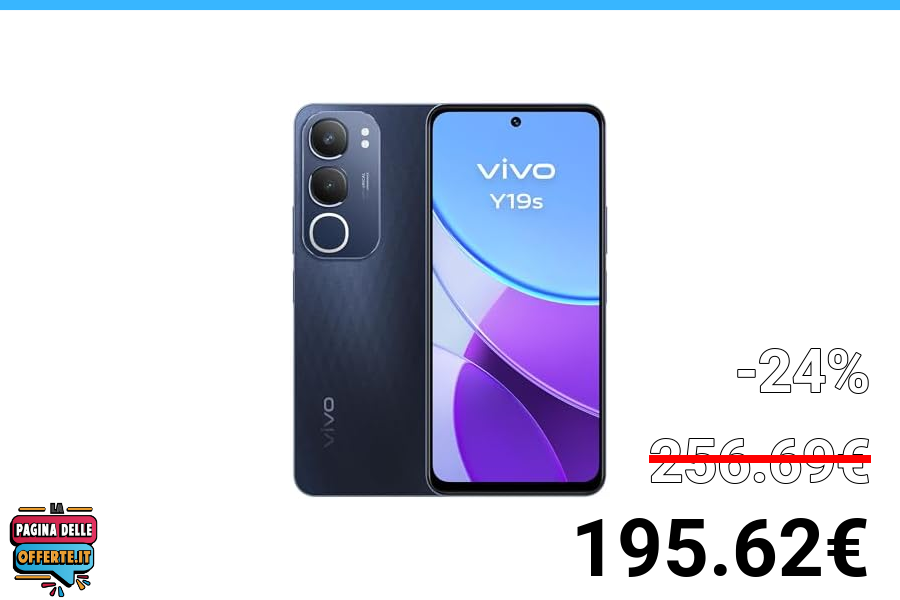 vivo
Y19s
vivo
-24%
256.69€
195.62€
LA
PAGINA DELLE
OFFERTE.IT